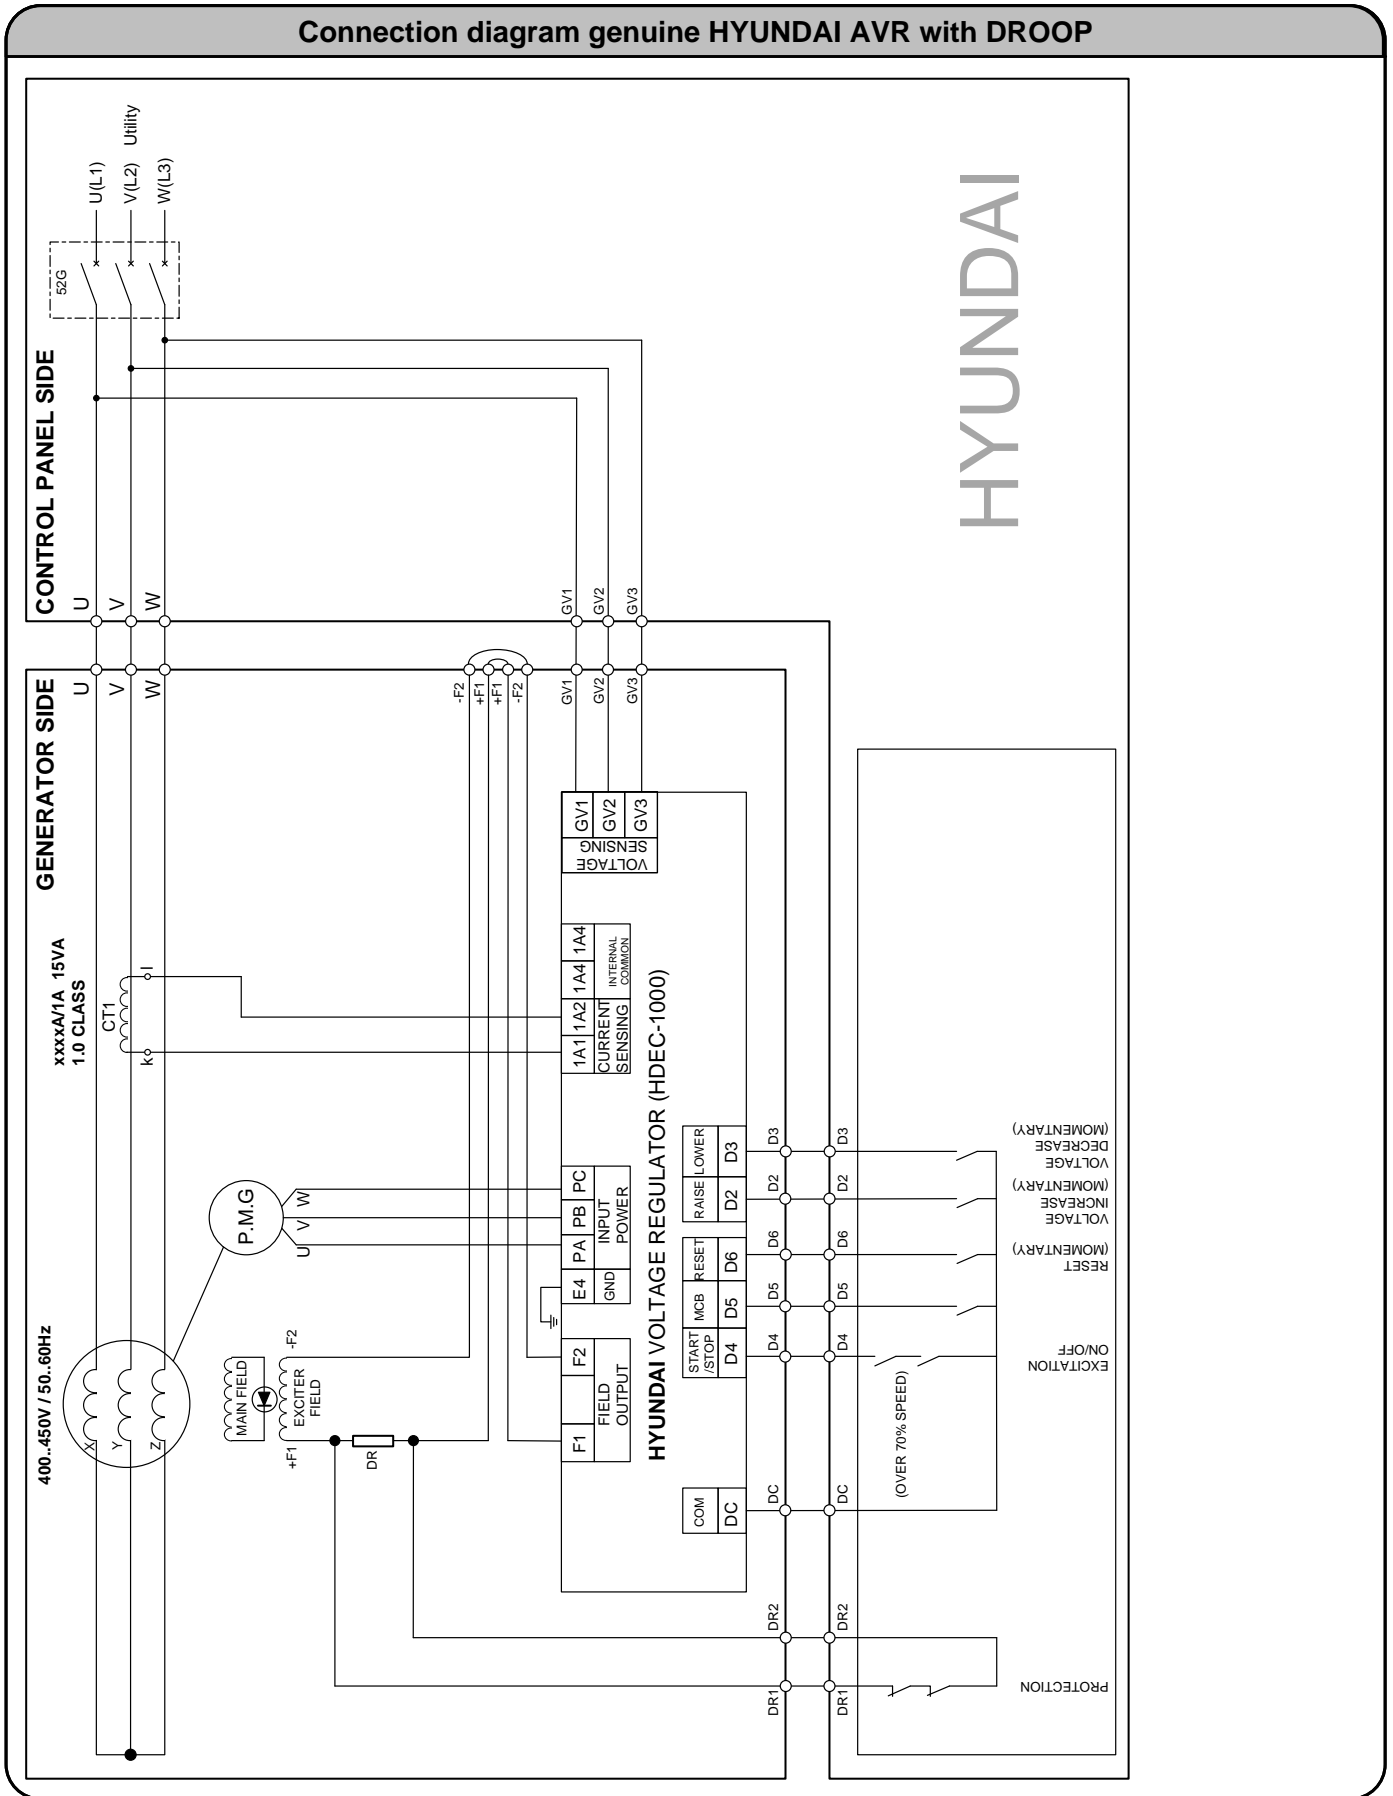 Connection diagram genuine HYUNDAI AVR with DROOP
CONTROL PANEL SIDE
52G
U(L1)
V(L2) Utility
W(L3)
U
V
W
GV1
GV2
GV3
HYUNDAI
GENERATOR SIDE
U
V
W
-F2
+F1
+F1
-F2
GV1
GV2
GV3
xxxxA/1A 15VA
1.0 CLASS
CT1
k
l
400..450V / 50..60Hz
X
Y
Z
P.M.G
U
V
W
MAIN FIELD
EXCITER
FIELD
+F1
-F2
DR
GV1
GV2
GV3
VOLTAGE
SENSING
1A1
1A2
1A4
1A4
CURRENT
SENSING
INTERNAL
COMMON
PA
PB
PC
INPUT
POWER
E4
GND
F1
F2
FIELD
OUTPUT
HYUNDAI VOLTAGE REGULATOR (HDEC-1000)
COM
DC
START
/STOP
D4
MCB
D5
RESET
D6
RAISE
D2
LOWER
D3
DR1
DR2
DC
D4
D5
D6
D2
D3
DR1
DR2
DC
D4
D5
D6
D2
D3
(OVER 70% SPEED)
VOLTAGE
DECREASE
(MOMENTARY)
VOLTAGE
INCREASE
(MOMENTARY)
RESET
(MOMENTARY)
EXCITATION
ON/OFF
PROTECTION